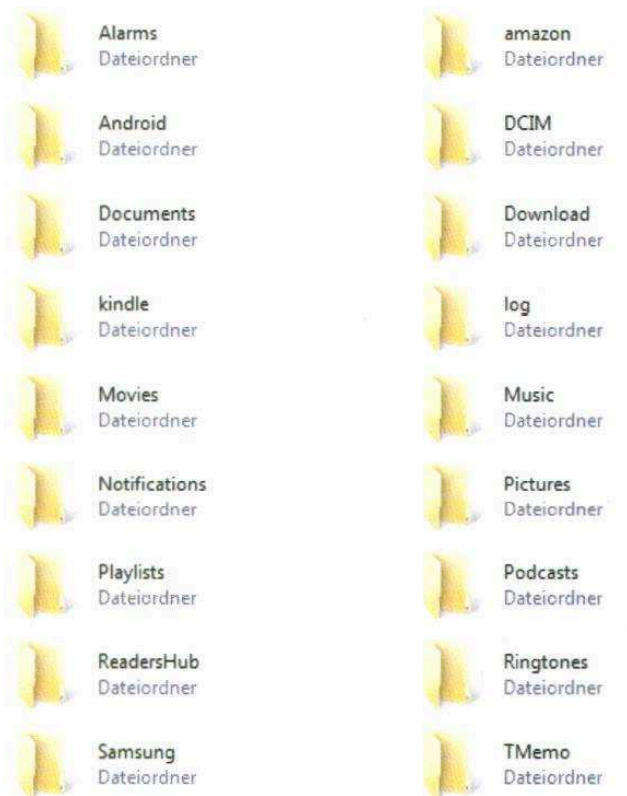 Alarms
Dateiordner
amazon
Dateiordner
Android
Dateiordner
DCIM
Dateiordner
Documents
Dateiordner
Download
Dateiordner
kindle
Dateiordner
log
Dateiordner
Movies
Dateiordner
Music
Dateiordner
Notifications
Dateiordner
Pictures
Dateiordner
Playlists
Dateiordner
Podcasts
Dateiordner
ReadersHub
Dateiordner
Ringtones
Dateiordner
Samsung
Dateiordner
TMemo
Dateiordner